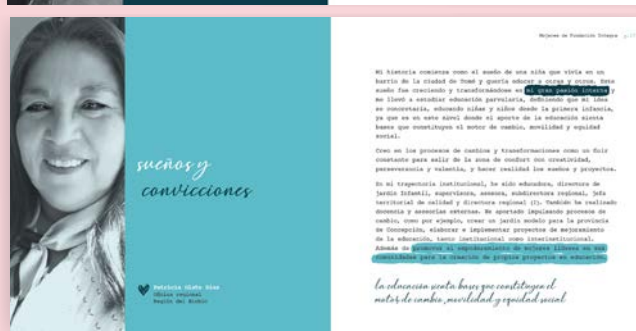 Mujeres de Fundación Integra
sueños y
convicciones
Mi historia comienza como el sueño de una niña que vivía en un
barrio de la ciudad de Tomé y quería educar a otras y otros. Este
sueño fue creciendo y transformándose en mi gran pasión interna y
me llevó a estudiar educación parvularia, definiendo que mi idea
se concretaría, educando niñas y niños desde la primera infancia,
ya que es en este nivel donde el aporte de la educación sienta
bases que constituyen el motor de cambio, movilidad y equidad
social.
Creo en los procesos de cambios y transformaciones como un fluir
constante para salir de la zona de confort con creatividad,
perseverancia y valentía, y hacer realidad los sueños y proyectos.
En mi trayectoria institucional, he sido educadora, directora de
jardín infantil, supervisora, asesora, subdirectora regional, jefa
territorial de calidad y directora regional (I). También he realizado
docencia y asesorías externas. He aportado impulsando procesos de
cambio, como por ejemplo, crear un jardín modelo para la provincia
de Concepción, elaborar e implementar proyectos de mejoramiento
de la educación, tanto institucional como interinstitucional.
Además de promover el empoderamiento de mujeres líderes en sus
comunidades para la creación de propios proyectos en educación.
la educación sienta bases que constituyen el
motor de cambio, movilidad y equidad social
Patricia
Oficina regional
Región del Biobío